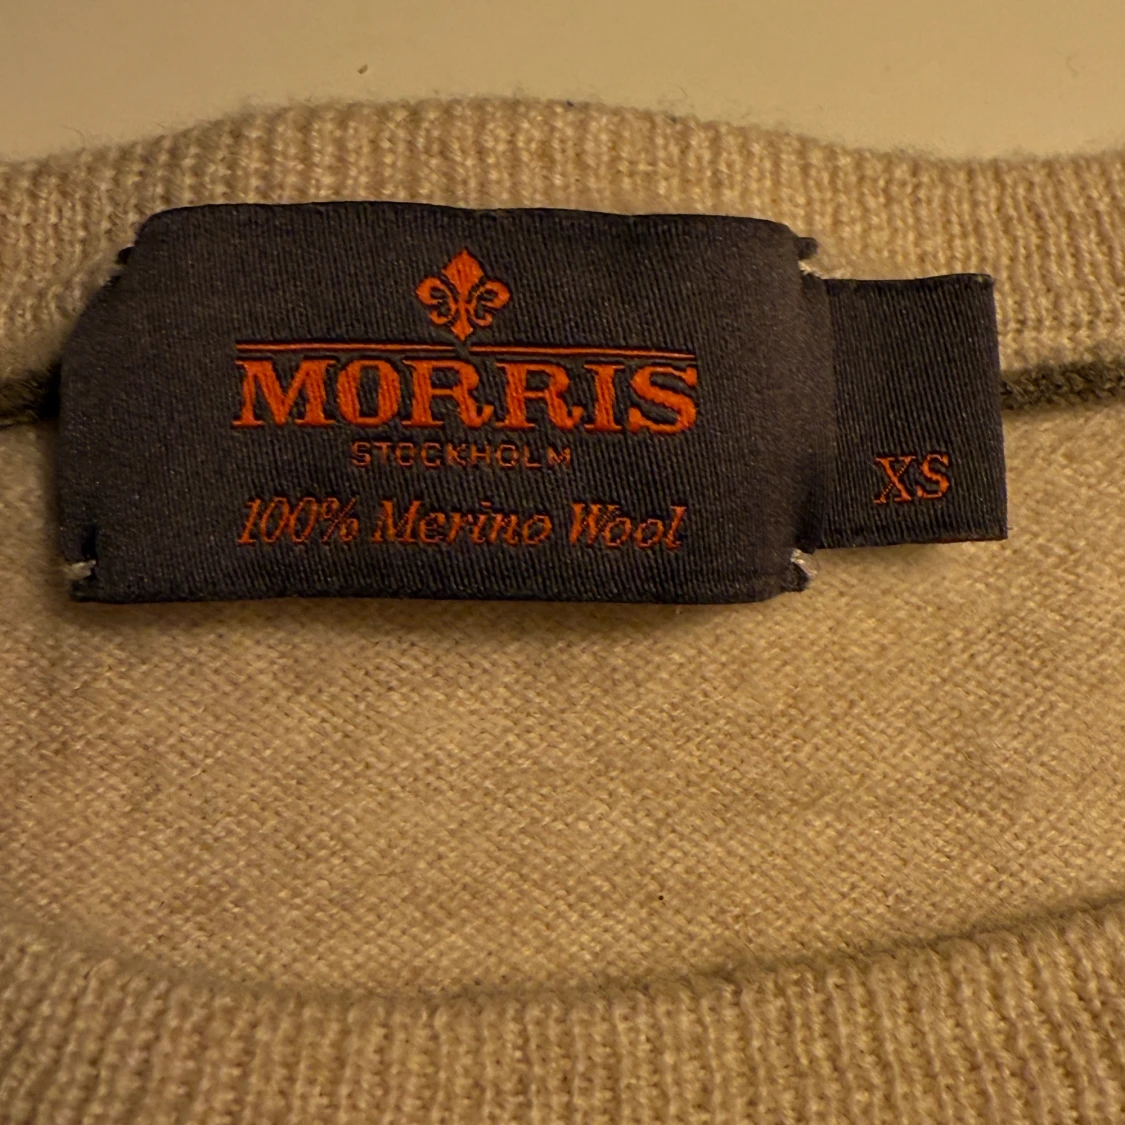 MORRIS
STOCKHOLM
100% Merino Wool
XS